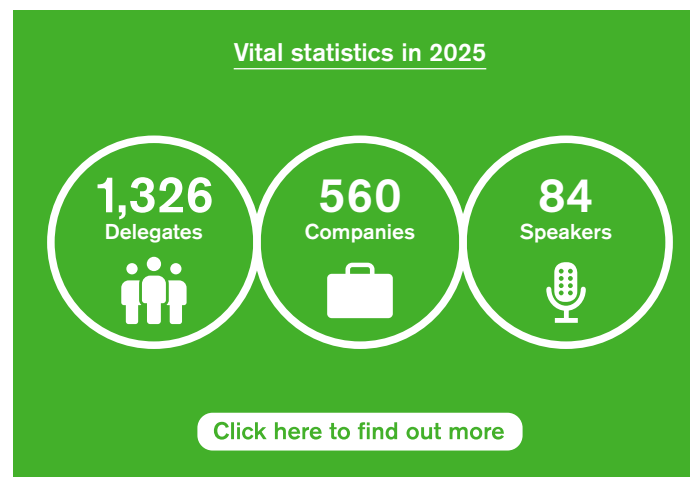 Vital statistics in 2025
1,326
Delegates
560
Companies
84
Speakers
Click here to find out more